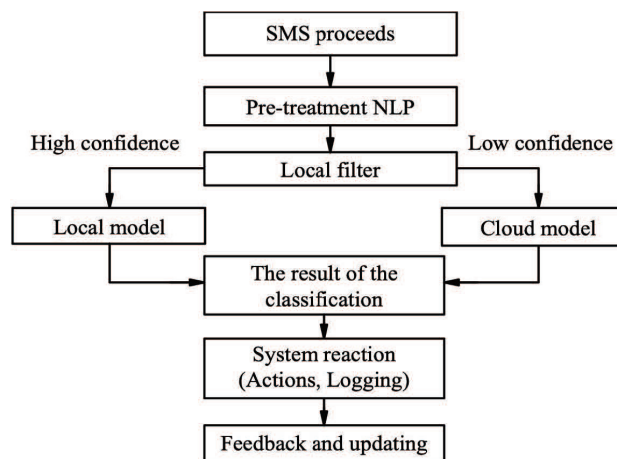 SMS proceeds
Pre-treatment NLP
High confidence
Low confidence
Local filter
Local model
Cloud model
The result of the
classification
System reaction
(Actions, Logging)
Feedback and updating